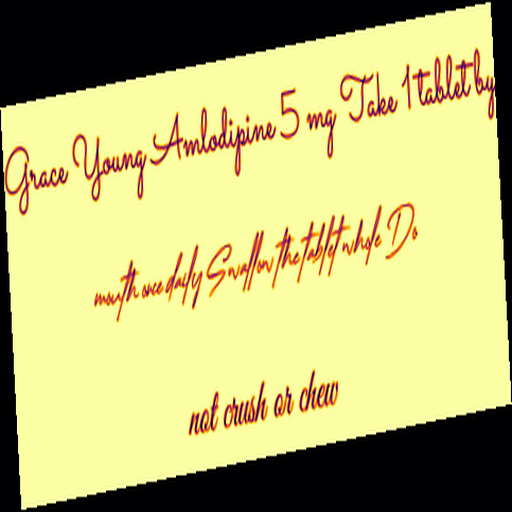 Grace Young Amlodipine 5 mg Take 1 tablet by
mouth once daily Swallow the tablet whole Do
not crush or chew